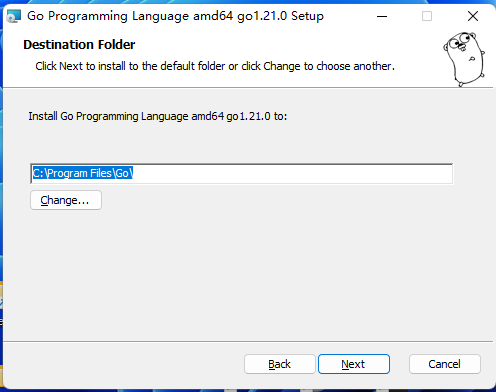 Go Programming Language amd64 go1.21.0 Setup
Destination Folder
Click Next to install to the default folder or click Change to choose another.
Install Go Programming Language amd64 go1.21.0 to:
C:\Program Files\Go\
Change...
Back Next Cancel